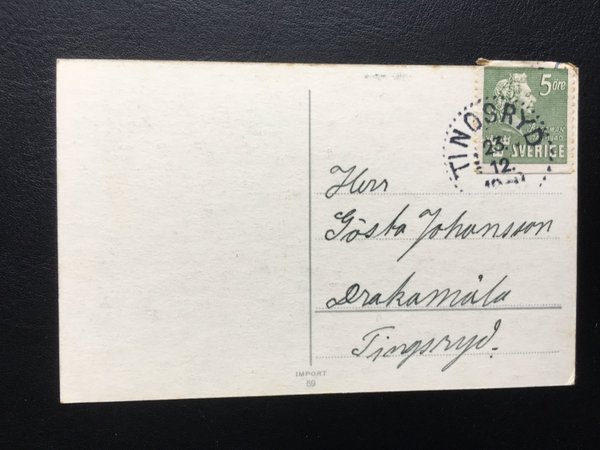 5 öre
SVERIGE
TINGSRYD
23.
12.
Herr
Gösta Johansson
Drakamåla
Tingsryd.
IMPORT
89